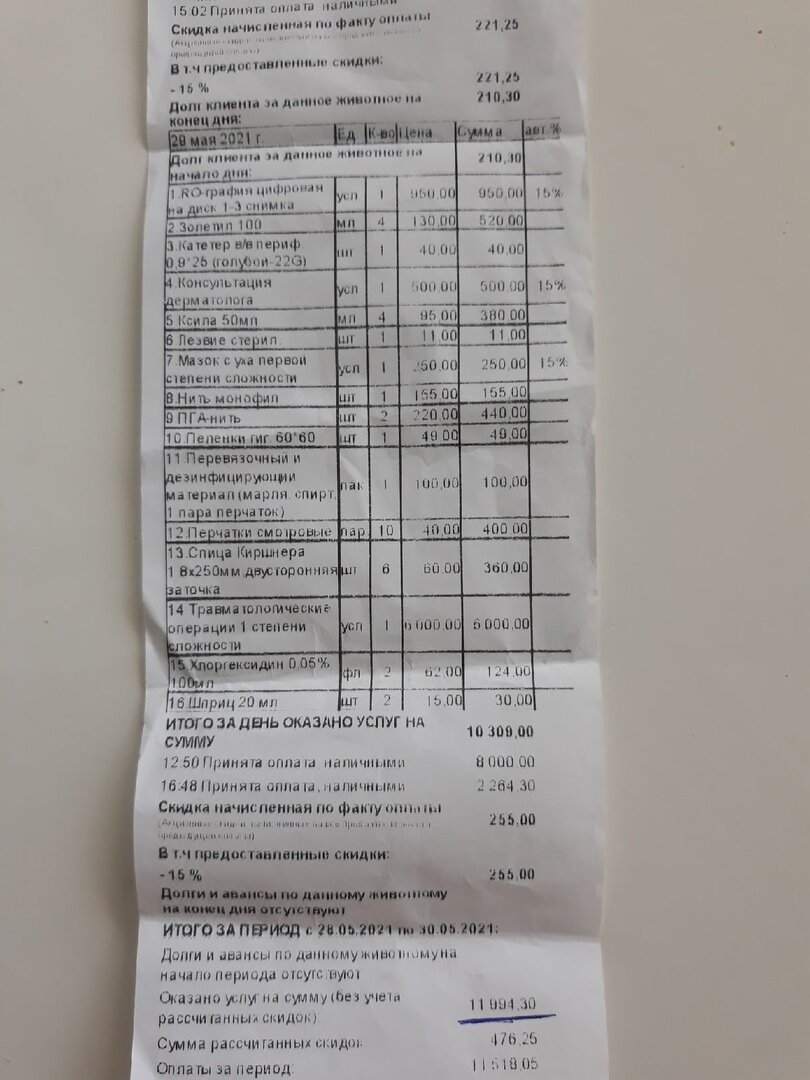 15:02 Принята оплата наличными
Скидка начисленная по факту оплаты 221,25
В т.ч предоставленные скидки:
- 15 % 221,25
Долг клиента за данное животное на 210,30
конец дня:
29 мая 2021 г. Ед К-во Цена Сумма авт.%
Долг клиента за данное животное на 210,30
начало дня:
1.RO-графия цифровая усл 1 950,00 950,00 15%
на диск 1-3 снимка
2.Золетил 100 мл 4 130,00 520,00
3.Катетер в/в периф шт 1 40,00 40,00
0,9*25 (голубой-22G)
4.Консультация усл 1 500,00 500,00 15%
дерматолога
5.Ксила 50мл мл 4 95,00 380,00
6.Лезвие стерил. шт 1 11,00 11,00
7.Мазок с уха первой усл 1 250,00 250,00 15%
степени сложности
8.Нить монофил шт 1 155,00 155,00
9.ПГА-нить шт 2 220,00 440,00
10.Пеленки гиг. 60*60 шт 1 49,00 49,00
11.Перевязочный и
дезинфицирующий
материал (марля, спирт, пак 1 100,00 100,00
1 пара перчаток)
12.Перчатки смотровые пар 10 40,00 400,00
13.Спица Киршнера
1,8х250мм двусторонняя шт 6 60,00 360,00
заточка
14.Травматологические
операции 1 степени усл 1 6 000,00 6 000,00
сложности
15.Хлоргексидин 0,05% фл 2 62,00 124,00
100мл
16.Шприц 20 мл шт 2 15,00 30,00
ИТОГО ЗА ДЕНЬ ОКАЗАНО УСЛУГ НА 10 309,00
СУММУ
12:50 Принята оплата, наличными 8 000,00
16:48 Принята оплата, наличными 2 264,30
Скидка начисленная по факту оплаты 255,00
В т.ч предоставленные скидки:
- 15 % 255,00
Долги и авансы по данному животному
на конец дня отсутствуют
ИТОГО ЗА ПЕРИОД с 28.05.2021 по 30.05.2021:
Долги и авансы по данному животному на
начало периода отсутствуют
Оказано услуг на сумму (без учета 11 994,30
рассчитанных скидок):
Сумма рассчитанных скидок 476,25
Оплаты за период: 11 518,05